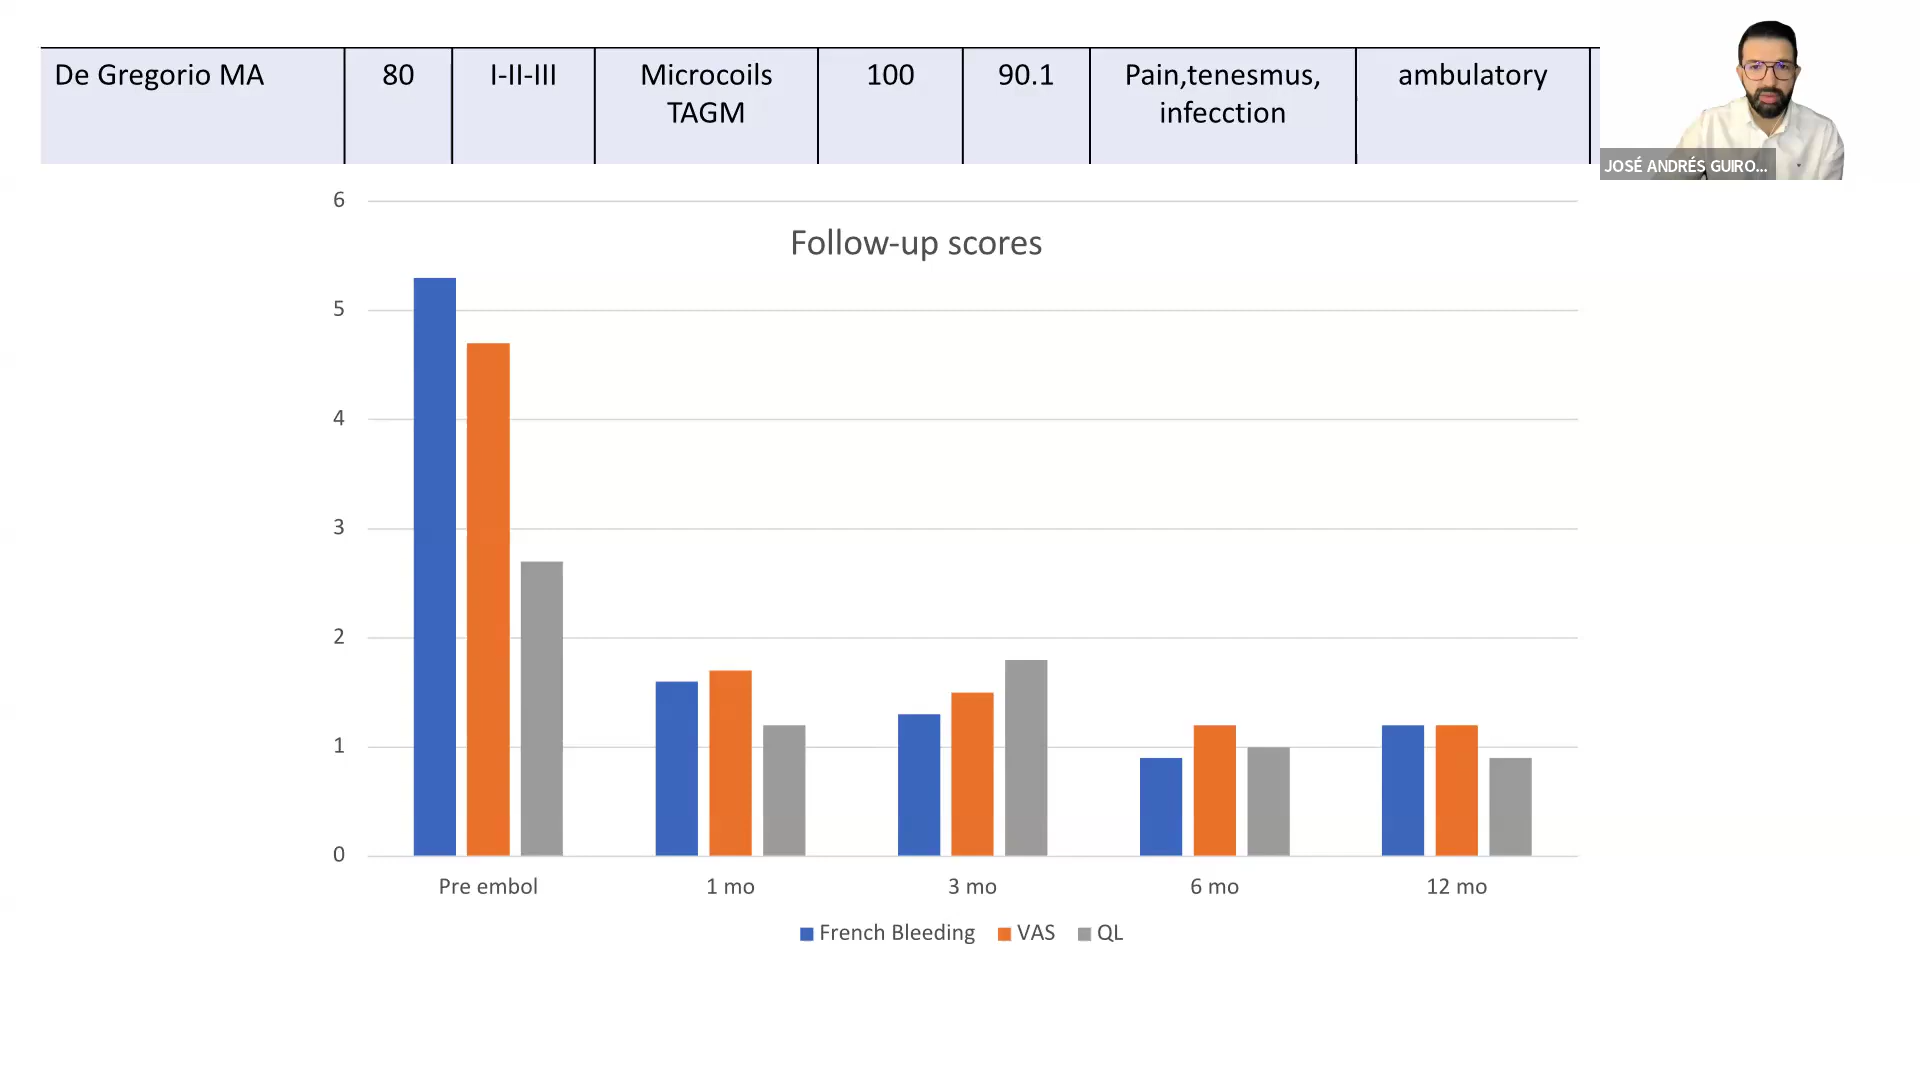 De Gregorio MA 80 I-II-III Microcoils 100 90.1 Pain,tenesmus, ambulatory
TAGM infecction
JOSÉ ANDRÉS GUIRO...
Follow-up scores
6
5
4
3
2
1
0
Pre embol 1 mo 3 mo 6 mo 12 mo
French Bleeding VAS QL